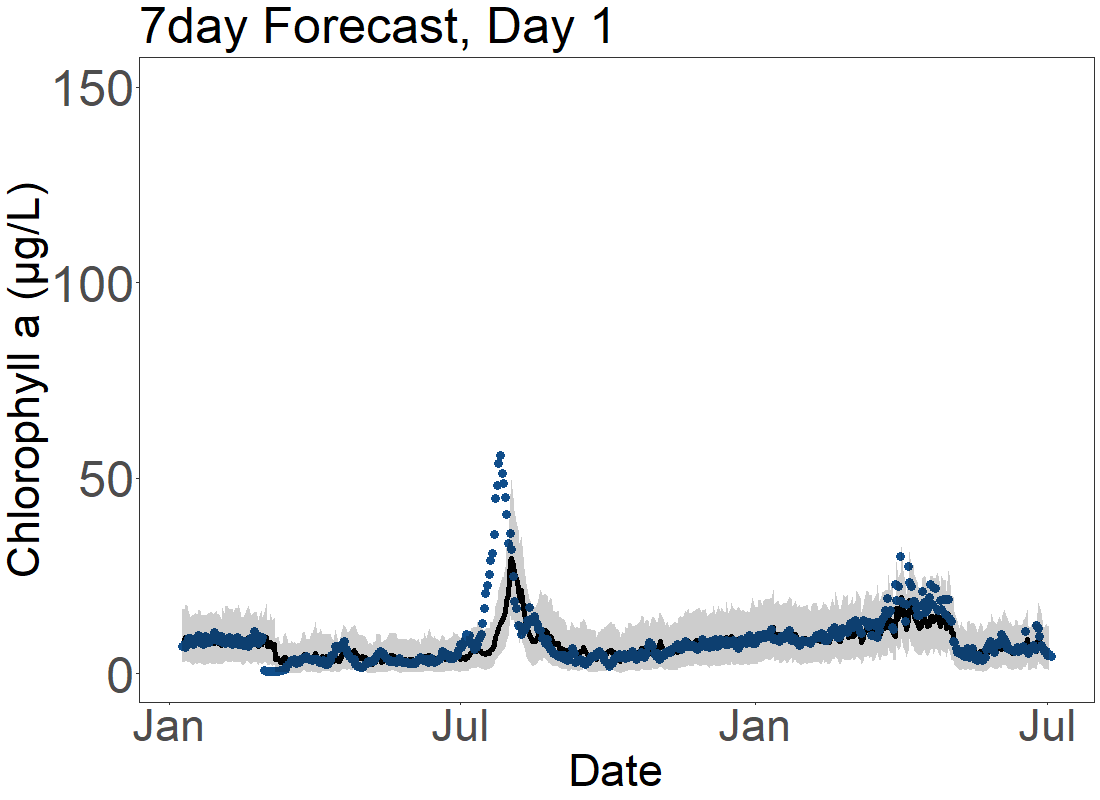 7day Forecast, Day 1
Chlorophyll a (μg/L)
150
100
50
0
Jan Jul Jan Jul
Date